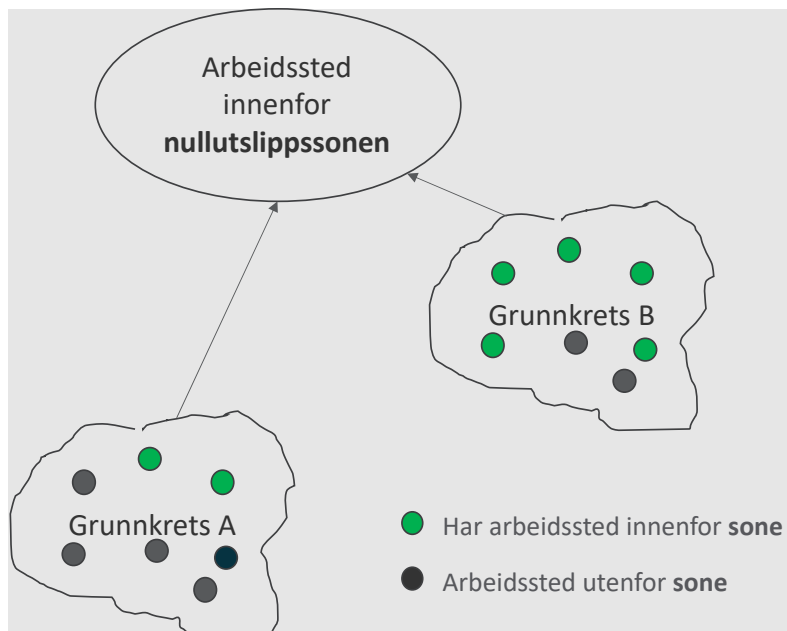 Arbeidssted
innenfor
nullutslippssonen
Grunnkrets B
Grunnkrets A
Har arbeidssted innenfor sone
Arbeidssted utenfor sone